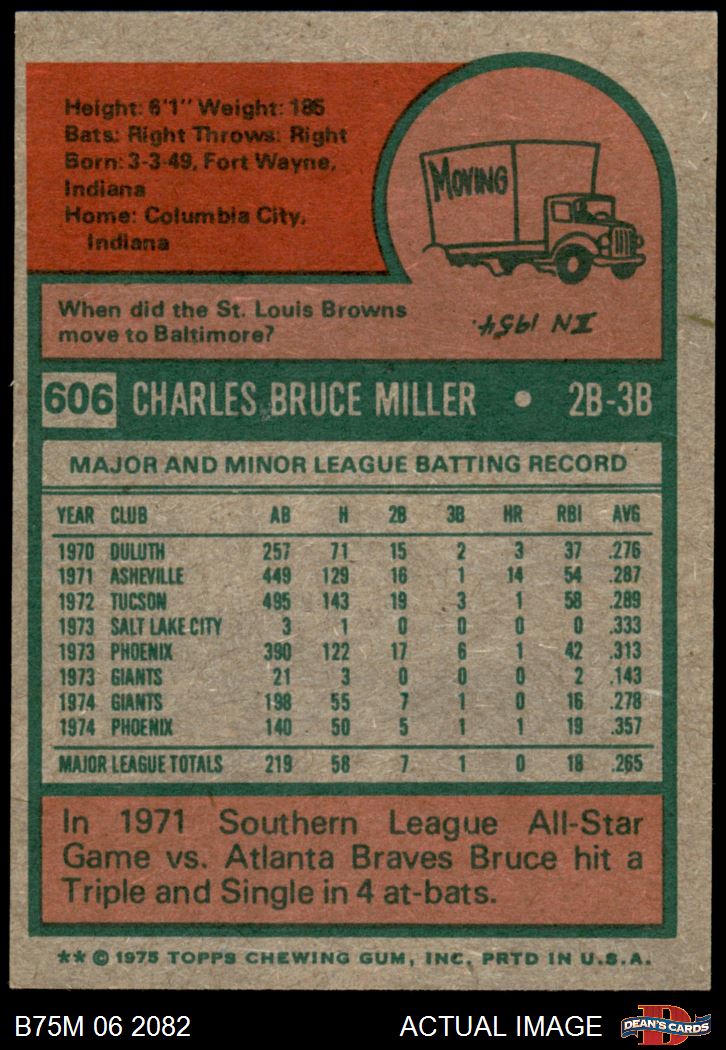 Height: 6'1" Weight: 185
Bats: Right Throws: Right
Born: 3-3-49, Fort Wayne,
Indiana
Home: Columbia City,
Indiana
MOVING
When did the St. Louis Browns
move to Baltimore?
IN 1954.
606 CHARLES BRUCE MILLER • 2B-3B
MAJOR AND MINOR LEAGUE BATTING RECORD
YEAR CLUB AB H 2B 3B HR RBI AVG
1970 DULUTH 257 71 15 2 3 37 .276
1971 ASHEVILLE 449 129 16 1 14 54 .287
1972 TUCSON 495 143 19 3 1 58 .289
1973 SALT LAKE CITY 3 1 0 0 0 0 .333
1973 PHOENIX 390 122 17 6 1 42 .313
1973 GIANTS 21 3 0 0 0 2 .143
1974 GIANTS 198 55 7 1 0 16 .278
1974 PHOENIX 140 50 5 1 1 19 .357
MAJOR LEAGUE TOTALS 219 58 7 1 0 18 .265
In 1971 Southern League All-Star
Game vs. Atlanta Braves Bruce hit a
Triple and Single in 4 at-bats.
** © 1975 TOPPS CHEWING GUM, INC. PRTD IN U.S.A.
B75M 06 2082 ACTUAL IMAGE D DEAN'S CARDS